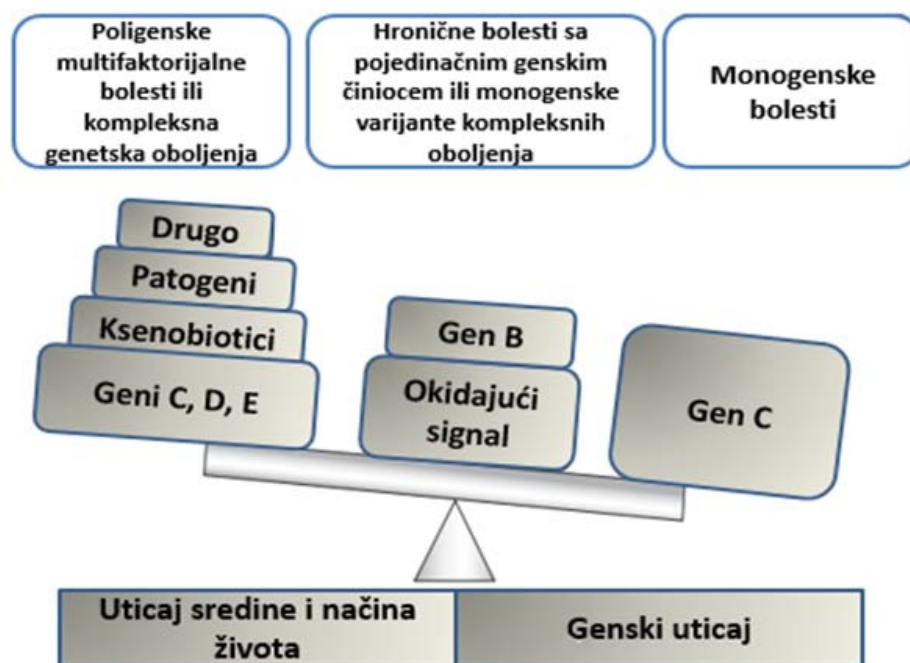 Poligenske
multifaktorijalne
bolesti ili
kompleksna
genetska oboljenja
Hronične bolesti sa
pojedinačnim genskim
činiocem ili monogenske
varijante kompleksnih
oboljenja
Monogenske
bolesti
Drugo
Patogeni
Ksenobiotici
Geni C, D, E
Gen B
Okidajući
signal
Gen C
Uticaj sredine i načina
života
Genski uticaj